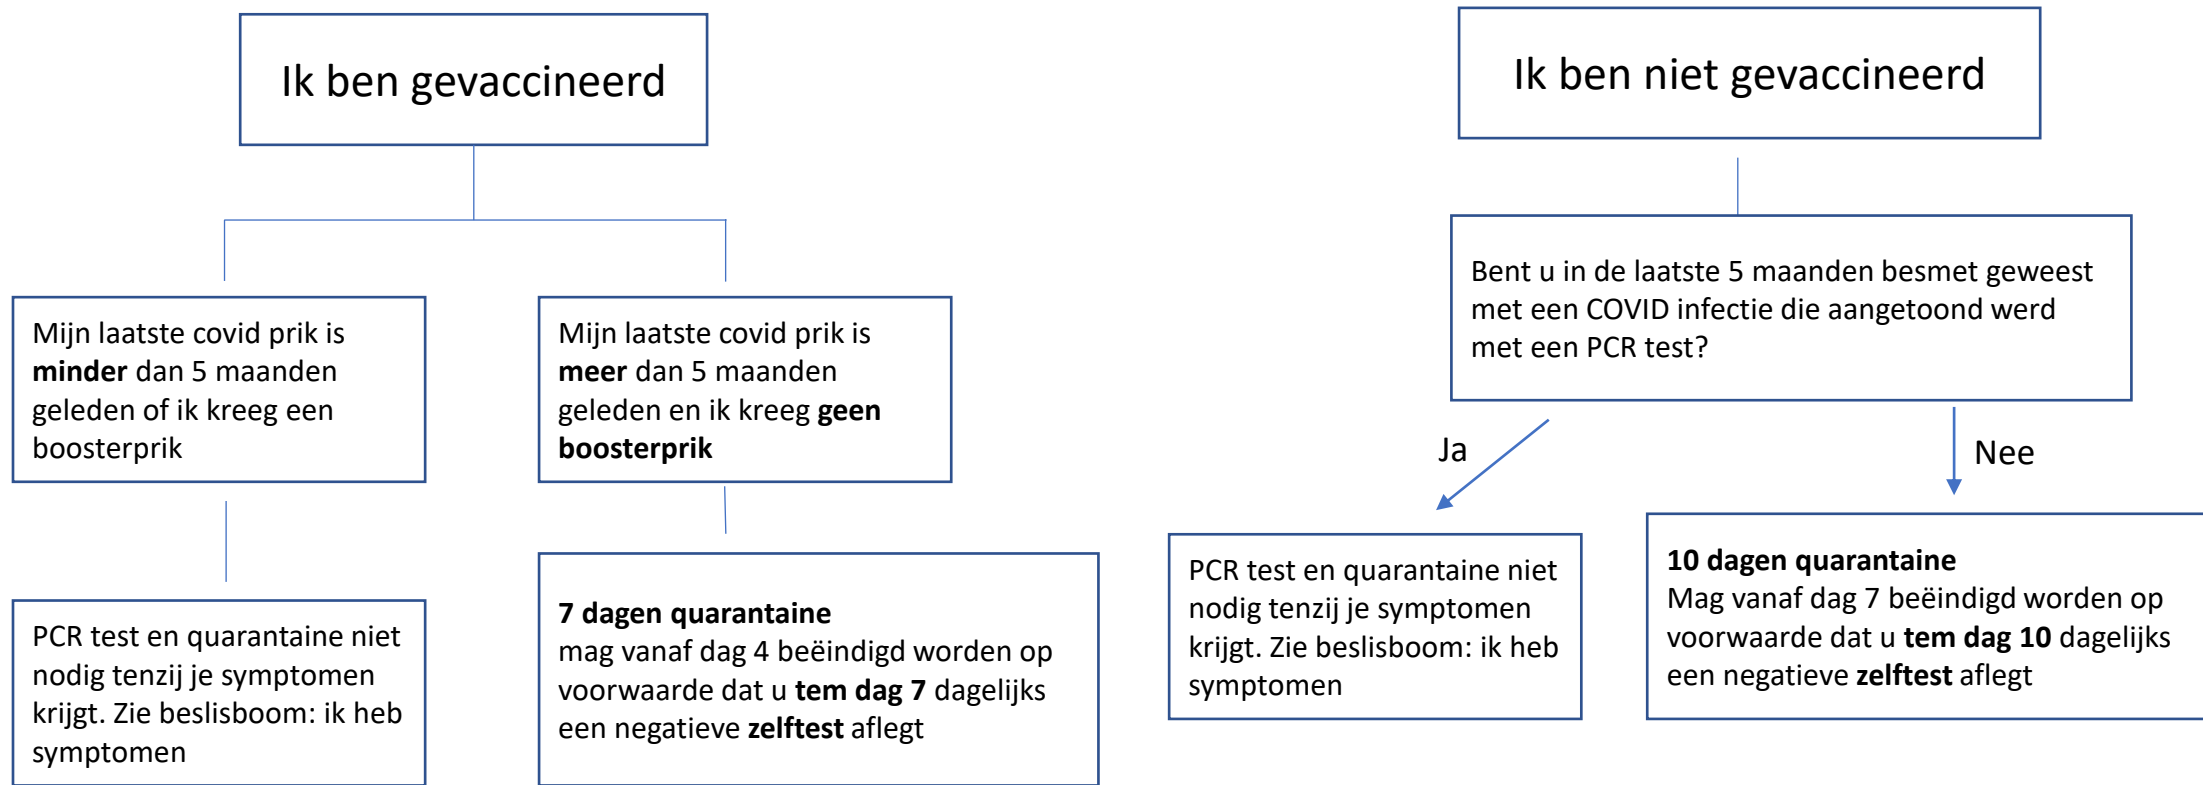 Ik ben gevaccineerd
Mijn laatste covid prik is
minder dan 5 maanden
geleden of ik kreeg een
boosterprik
PCR test en quarantaine niet
nodig tenzij je symptomen
krijgt. Zie beslisboom: ik heb
symptomen
Mijn laatste covid prik is
meer dan 5 maanden
geleden en ik kreeg geen
boosterprik
7 dagen quarantaine
mag vanaf dag 4 beëindigd worden op
voorwaarde dat u tem dag 7 dagelijks
een negatieve zelftest aflegt
Ik ben niet gevaccineerd
Bent u in de laatste 5 maanden besmet geweest
met een COVID infectie die aangetoond werd
met een PCR test?
Ja
PCR test en quarantaine niet
nodig tenzij je symptomen
krijgt. Zie beslisboom: ik heb
symptomen
Nee
10 dagen quarantaine
Mag vanaf dag 7 beëindigd worden op
voorwaarde dat u tem dag 10 dagelijks
een negatieve zelftest aflegt